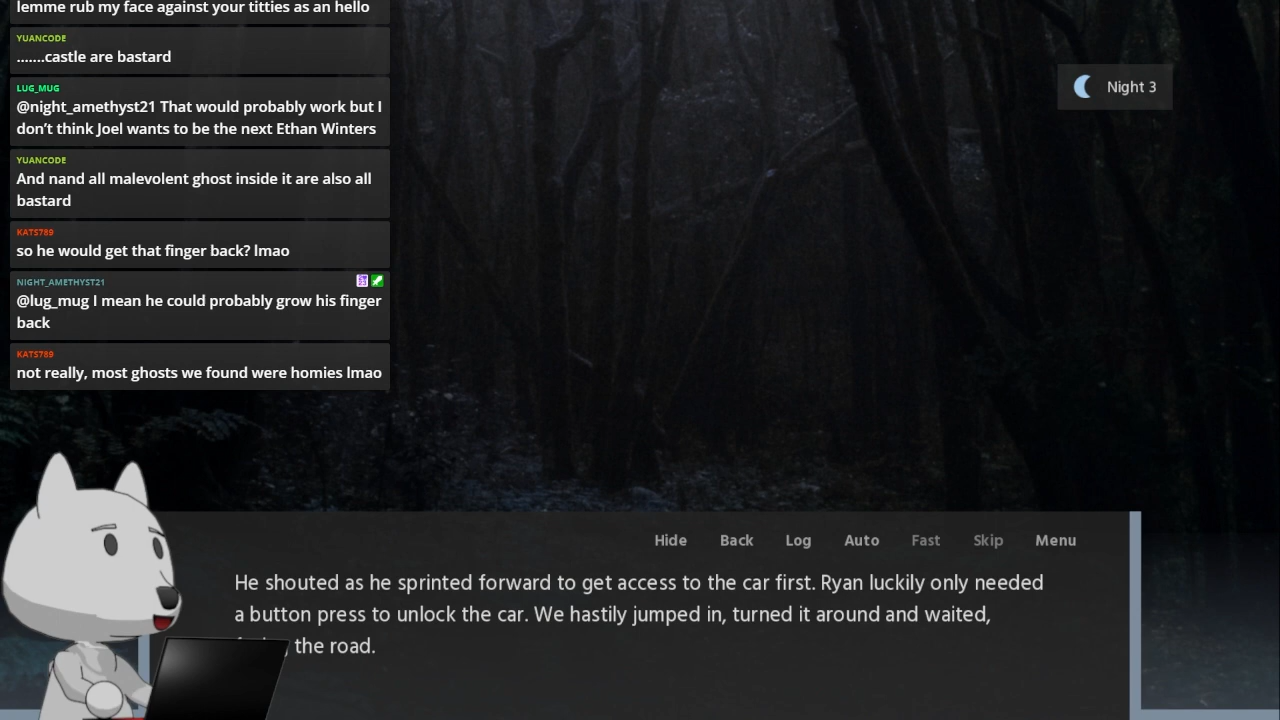 lemme rub my face against your titties as an hello
YUANCODE
.......castle are bastard
LUG_MUG
@night_amethyst21 That would probably work but I
don't think Joel wants to be the next Ethan Winters
YUANCODE
And nand all malevolent ghost inside it are also all
bastard
KATS789
so he would get that finger back? lmao
NIGHT_AMETHYST21
@lug_mug I mean he could probably grow his finger
back
KATS789
not really, most ghosts we found were homies lmao
Night 3
Hide Back Log Auto Fast Skip Menu
He shouted as he sprinted forward to get access to the car first. Ryan luckily only needed
a button press to unlock the car. We hastily jumped in, turned it around and waited,
the road.